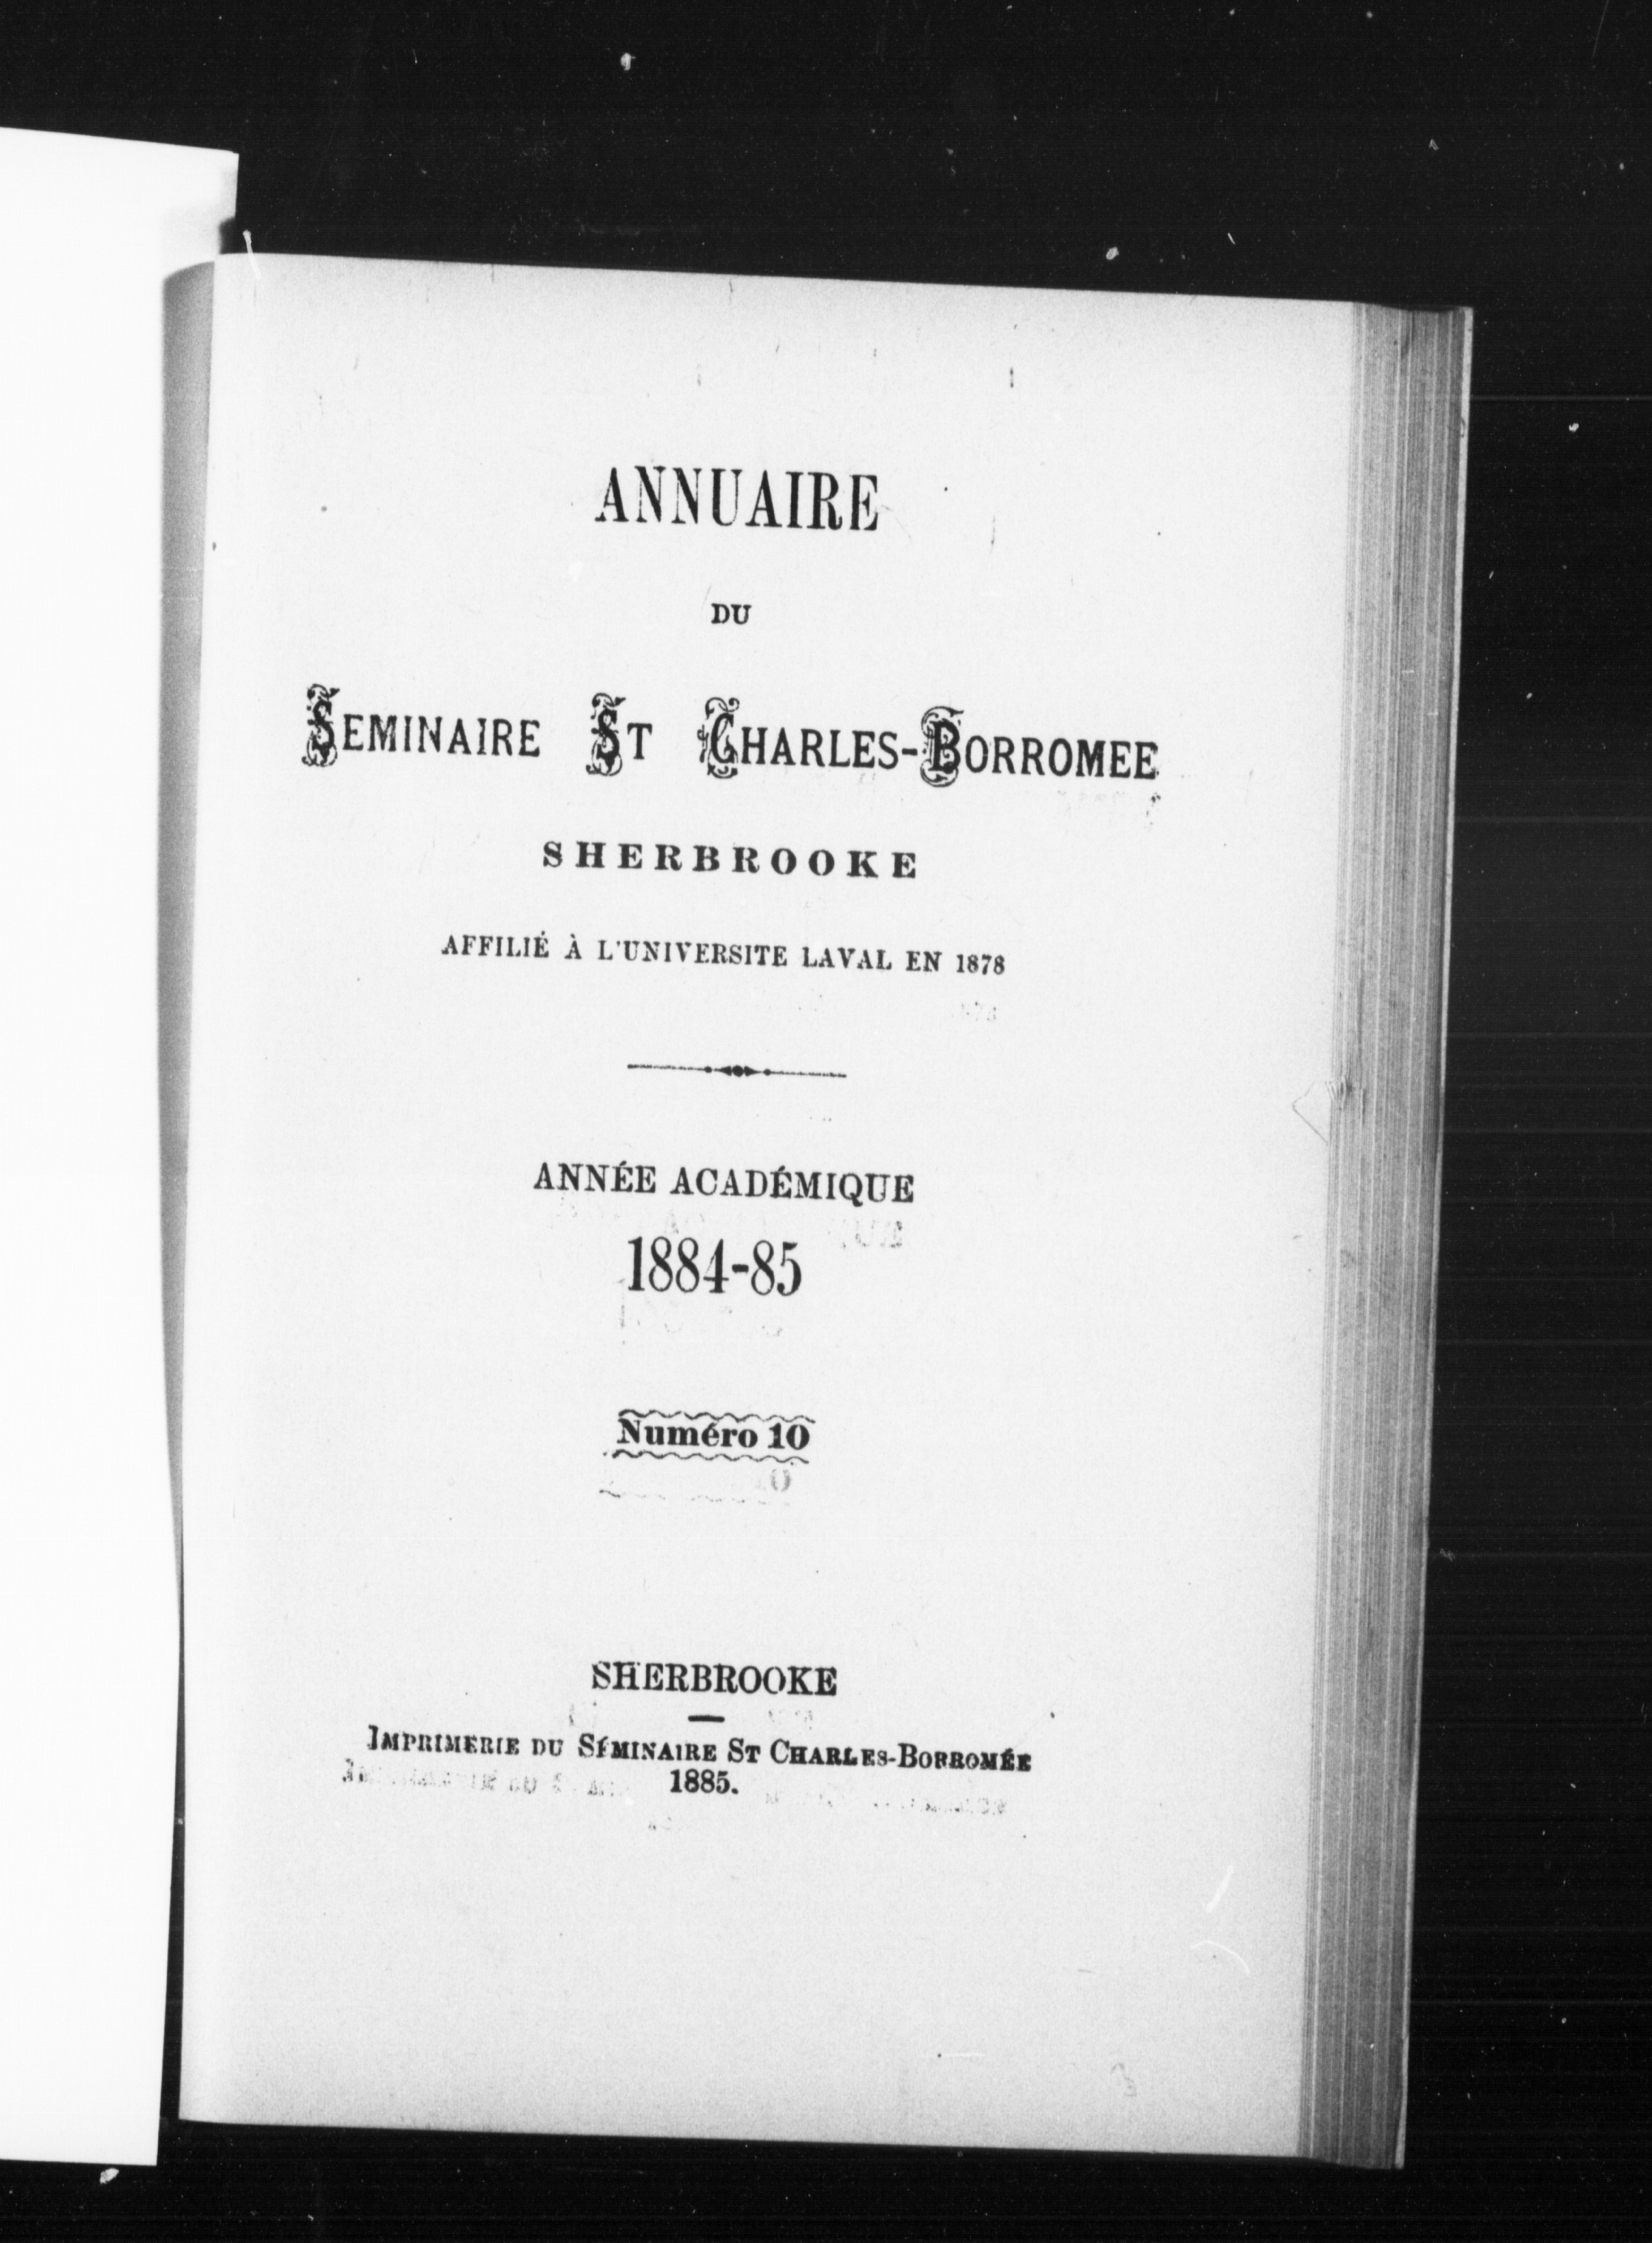 ANNUAIRE
DU
SEMINAIRE ST CHARLES-BORROMEE
SHERBROOKE
AFFILIÉ À L'UNIVERSITE LAVAL EN 1878
ANNÉE ACADÉMIQUE
1884-85
Numéro 10
SHERBROOKE
IMPRIMERIE DU SÉMINAIRE ST CHARLES-BORROMÉE
1885.